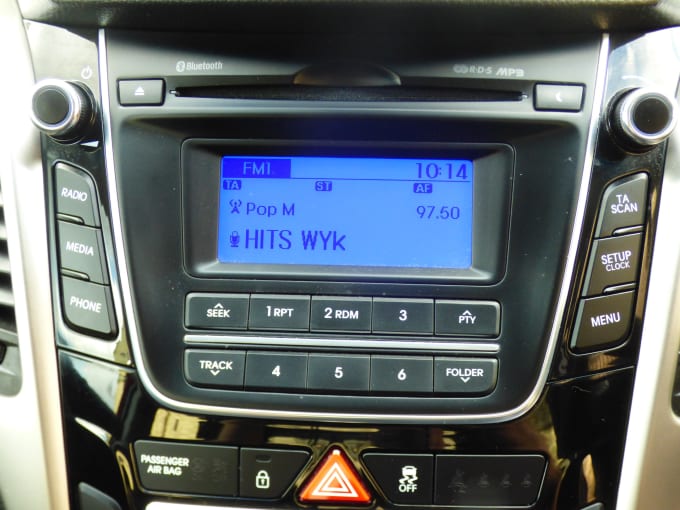 Bluetooth
R·D·S MP3
FM1 10:14
TA ST AF
Pop M 97.50
HITS WYK
RADIO
MEDIA
PHONE
TA
SCAN
SETUP
CLOCK
MENU
SEEK 1 RPT 2 RDM 3 PTY
TRACK 4 5 6 FOLDER
PASSENGER
AIR BAG
OFF